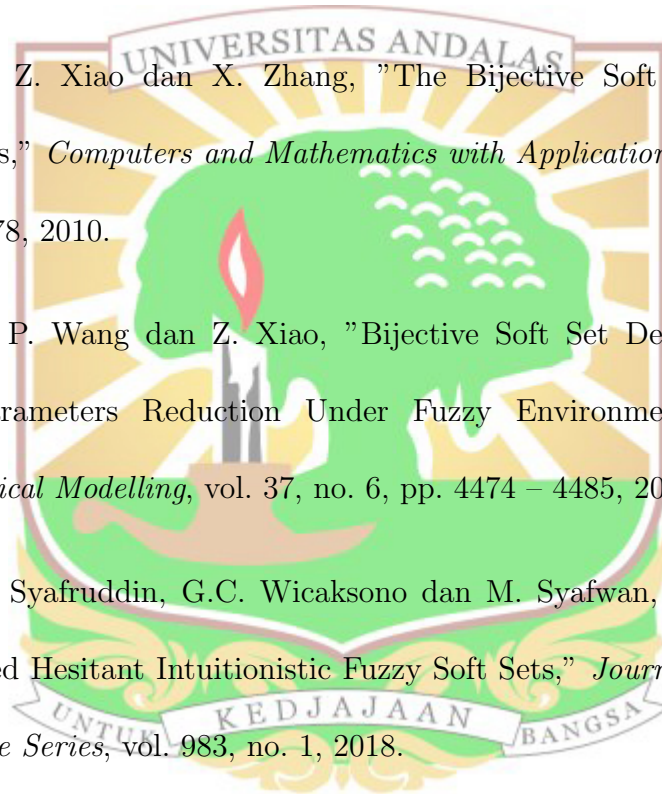 UNIVERSITAS ANDALAS
Z. Xiao dan X. Zhang, ”The Bijective Soft
s,” Computers and Mathematics with Application
78, 2010.
P. Wang dan Z. Xiao, ”Bijective Soft Set De
rameters Reduction Under Fuzzy Environme
ical Modelling, vol. 37, no. 6, pp. 4474 – 4485, 20
Syafruddin, G.C. Wicaksono dan M. Syafwan,
ed Hesitant Intuitionistic Fuzzy Soft Sets,” Journ
e Series, vol. 983, no. 1, 2018.
UNTUK KEDJAJAAN BANGSA